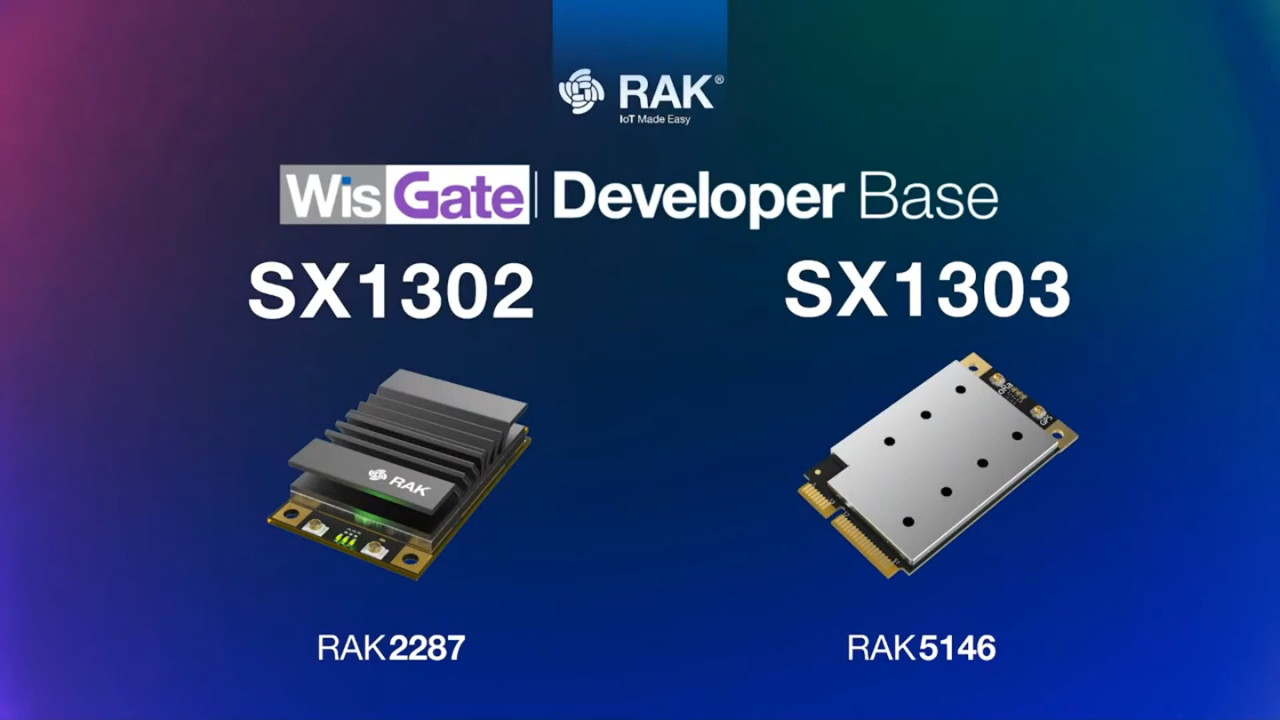 RAK®
IoT Made Easy
WisGate | Developer Base
SX1302 SX1303
RAK
RAK2287 RAK5146